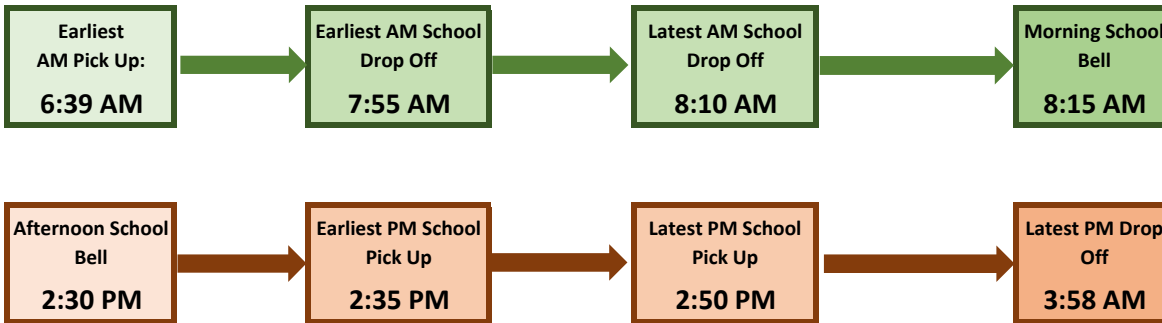 Earliest
AM Pick Up:
6:39 AM
Earliest AM School
Drop Off
7:55 AM
Latest AM School
Drop Off
8:10 AM
Morning School
Bell
8:15 AM
Afternoon School
Bell
2:30 PM
Earliest PM School
Pick Up
2:35 PM
Latest PM School
Pick Up
2:50 PM
Latest PM Drop
Off
3:58 AM